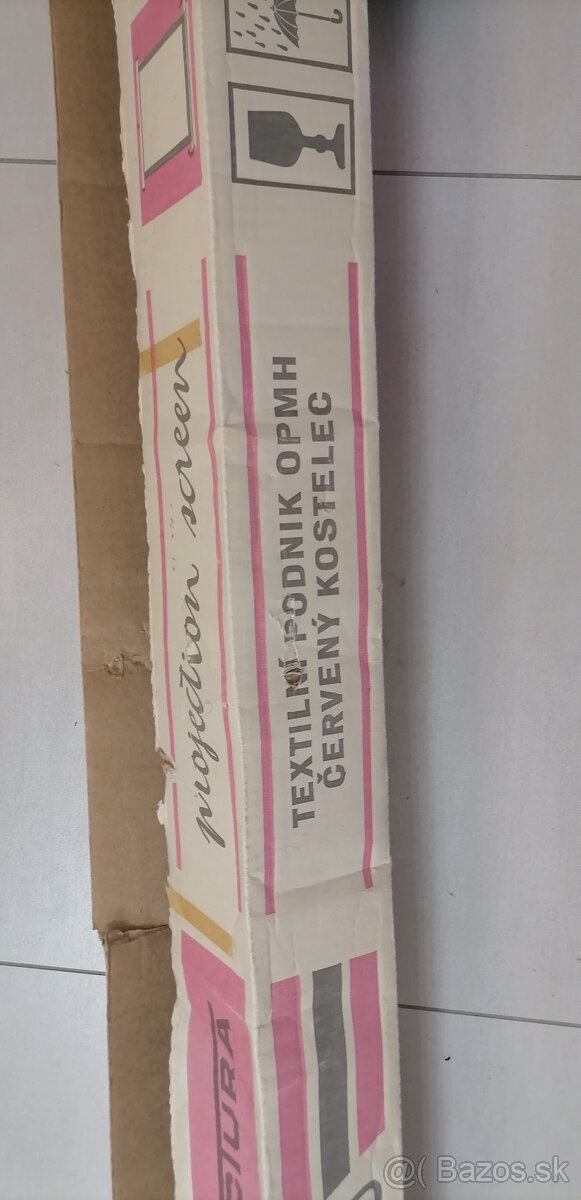 projection screen
TEXTILNÍ PODNIK OPMH
ČERVENÝ KOSTELEC
@( Bazos.sk